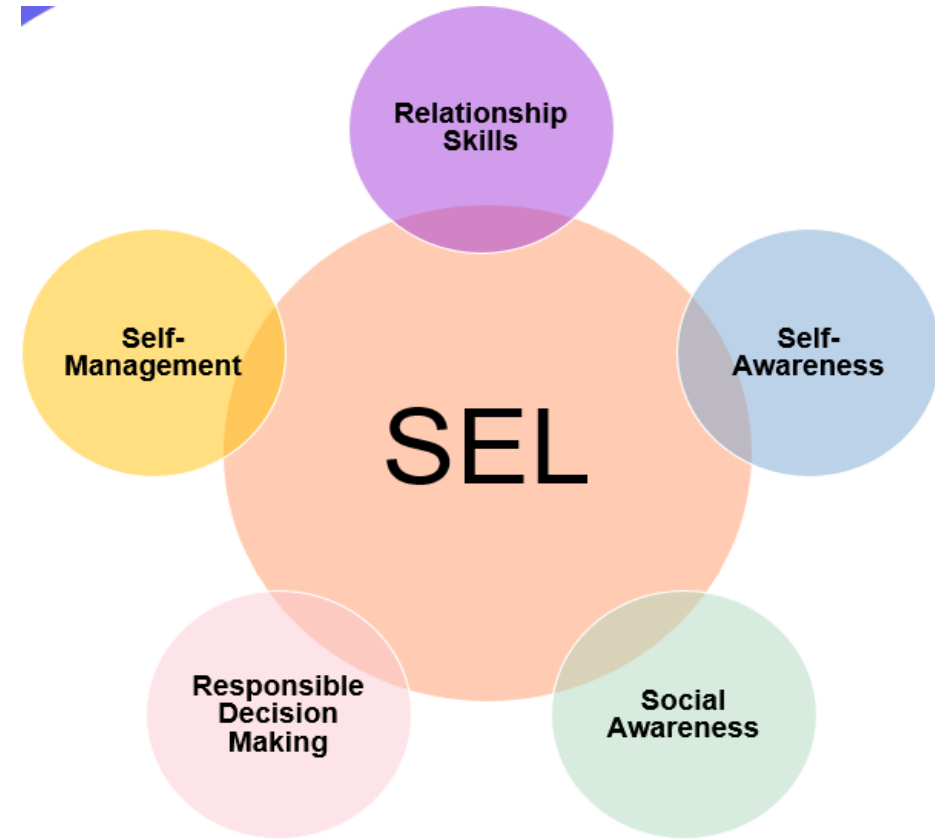 Relationship
Skills
Self-
Management
Self-
Awareness
SEL
Responsible
Decision
Making
Social
Awareness